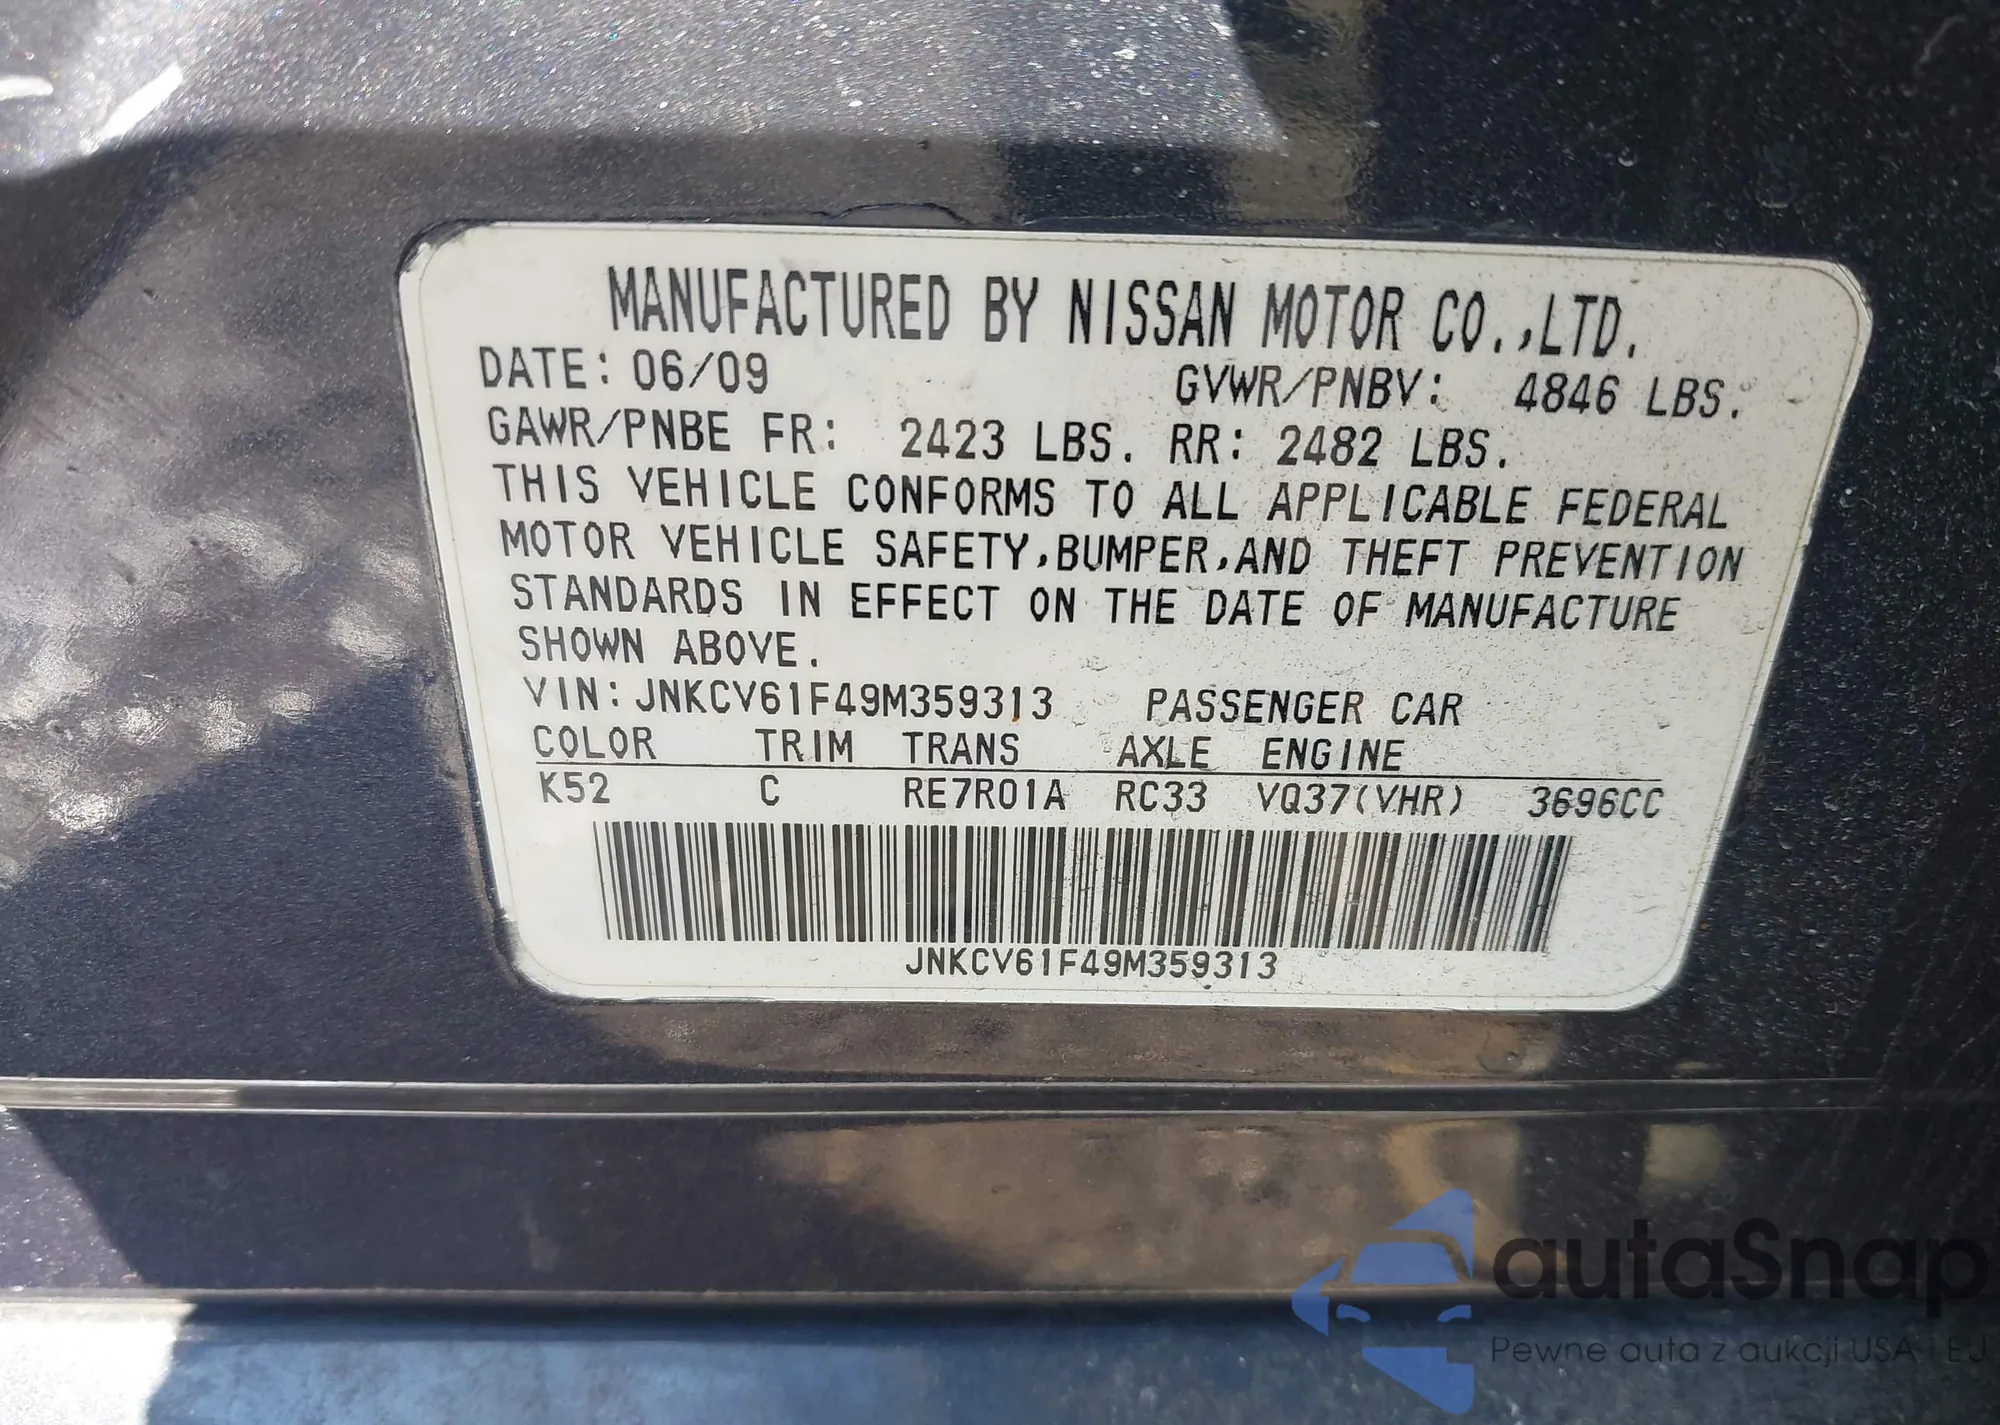 MANUFACTURED BY NISSAN MOTOR CO.,LTD.
DATE: 06/09 GVWR/PNBV: 4846 LBS.
GAWR/PNBE FR: 2423 LBS. RR: 2482 LBS.
THIS VEHICLE CONFORMS TO ALL APPLICABLE FEDERAL
MOTOR VEHICLE SAFETY,BUMPER,AND THEFT PREVENTION
STANDARDS IN EFFECT ON THE DATE OF MANUFACTURE
SHOWN ABOVE.
VIN:JNKCV61F49M359313 PASSENGER CAR
COLOR TRIM TRANS AXLE ENGINE
K52 C RE7R01A RC33 VQ37(VHR) 3696CC
JNKCV61F49M359313
autaSnap
Pewne auta z aukcji USA i EU